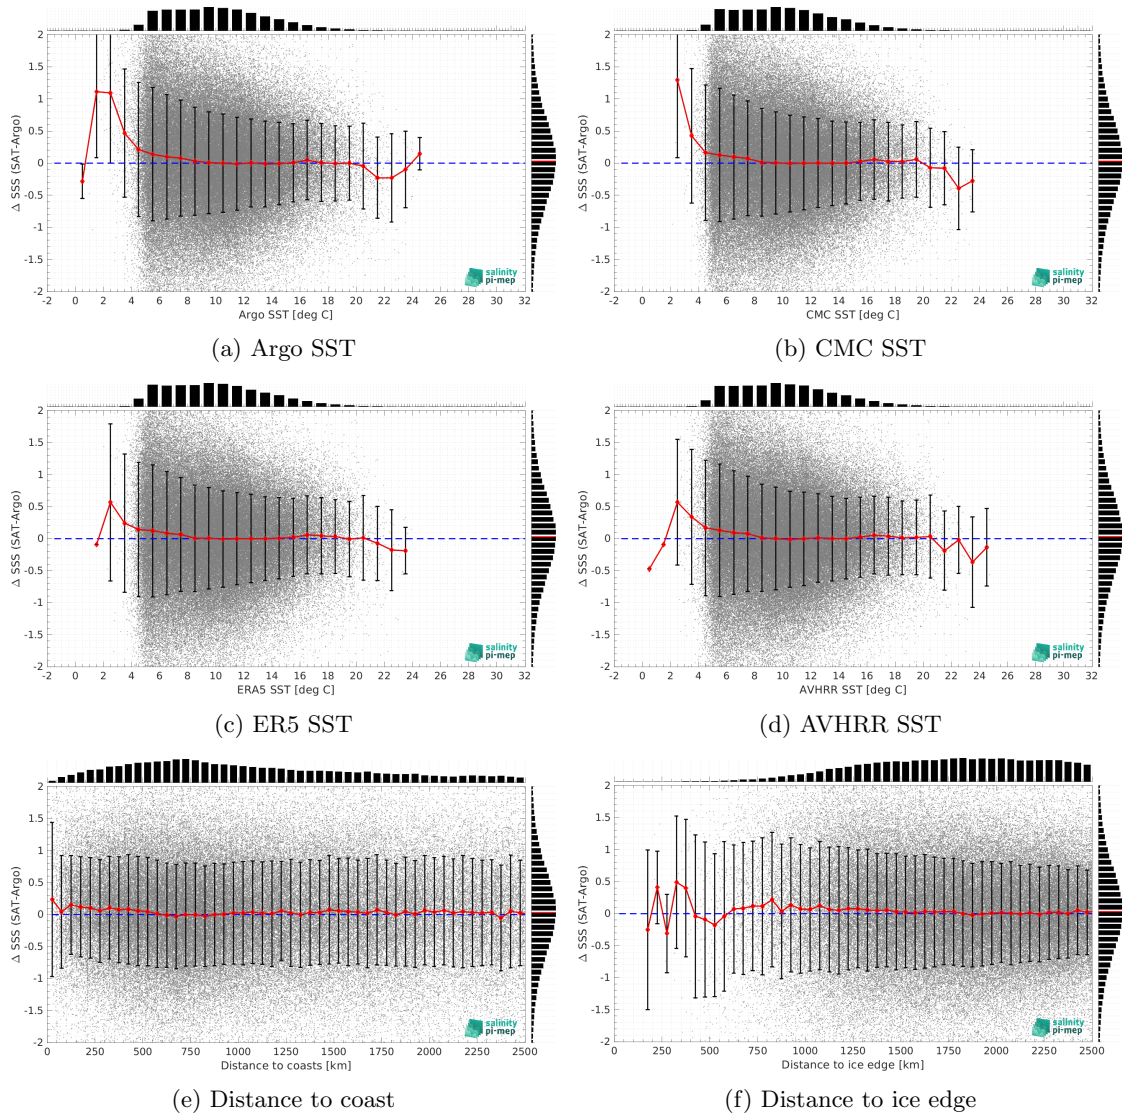 2
1.5
1
0.5
0
-0.5
-1
-1.5
-2
Δ SSS (SAT-Argo)
salinity
pi-mep
-2 0 2 4 6 8 10 12 14 16 18 20 22 24 26 28 30 32
Argo SST [deg C]
(a) Argo SST
2
1.5
1
0.5
0
-0.5
-1
-1.5
-2
Δ SSS (SAT-Argo)
salinity
pi-mep
-2 0 2 4 6 8 10 12 14 16 18 20 22 24 26 28 30 32
CMC SST [deg C]
(b) CMC SST
2
1.5
1
0.5
0
-0.5
-1
-1.5
-2
Δ SSS (SAT-Argo)
salinity
pi-mep
-2 0 2 4 6 8 10 12 14 16 18 20 22 24 26 28 30 32
ERA5 SST [deg C]
(c) ER5 SST
2
1.5
1
0.5
0
-0.5
-1
-1.5
-2
Δ SSS (SAT-Argo)
salinity
pi-mep
-2 0 2 4 6 8 10 12 14 16 18 20 22 24 26 28 30 32
AVHRR SST [deg C]
(d) AVHRR SST
2
1.5
1
0.5
0
-0.5
-1
-1.5
-2
Δ SSS (SAT-Argo)
salinity
pi-mep
0 250 500 750 1000 1250 1500 1750 2000 2250 2500
Distance to coasts [km]
(e) Distance to coast
2
1.5
1
0.5
0
-0.5
-1
-1.5
-2
Δ SSS (SAT-Argo)
salinity
pi-mep
0 250 500 750 1000 1250 1500 1750 2000 2250 2500
Distance to ice edge [km]
(f) Distance to ice edge